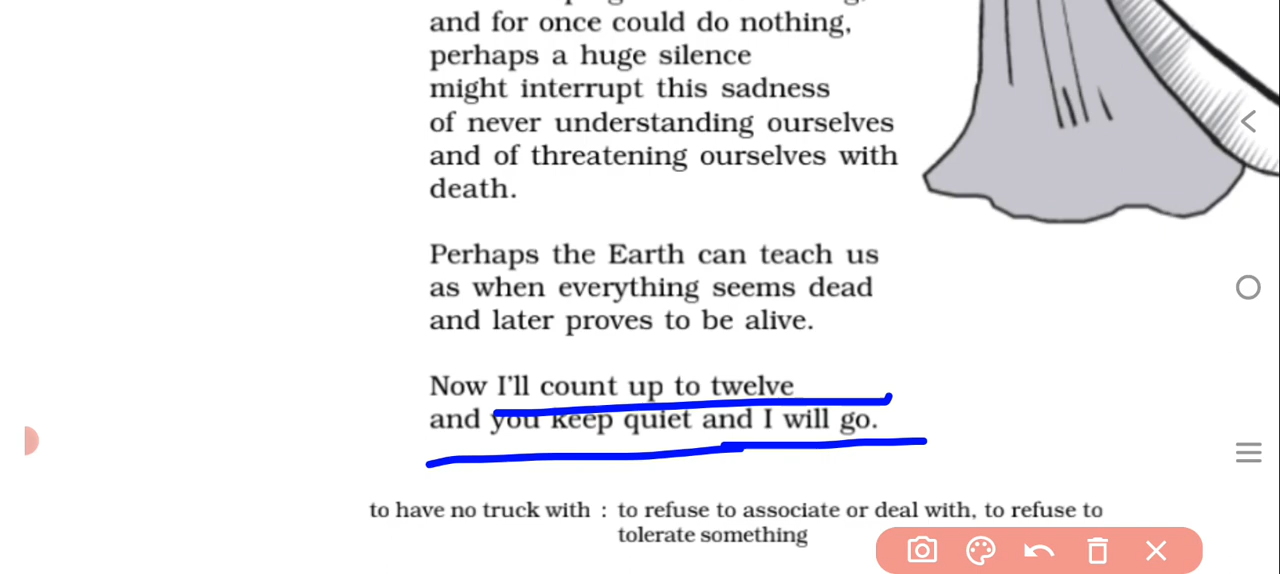 and for once could do nothing,
perhaps a huge silence
might interrupt this sadness
of never understanding ourselves
and of threatening ourselves with
death.
Perhaps the Earth can teach us
as when everything seems dead
and later proves to be alive.
Now I'll count up to twelve
and you keep quiet and I will go.
to have no truck with : to refuse to associate or deal with, to refuse to
tolerate something